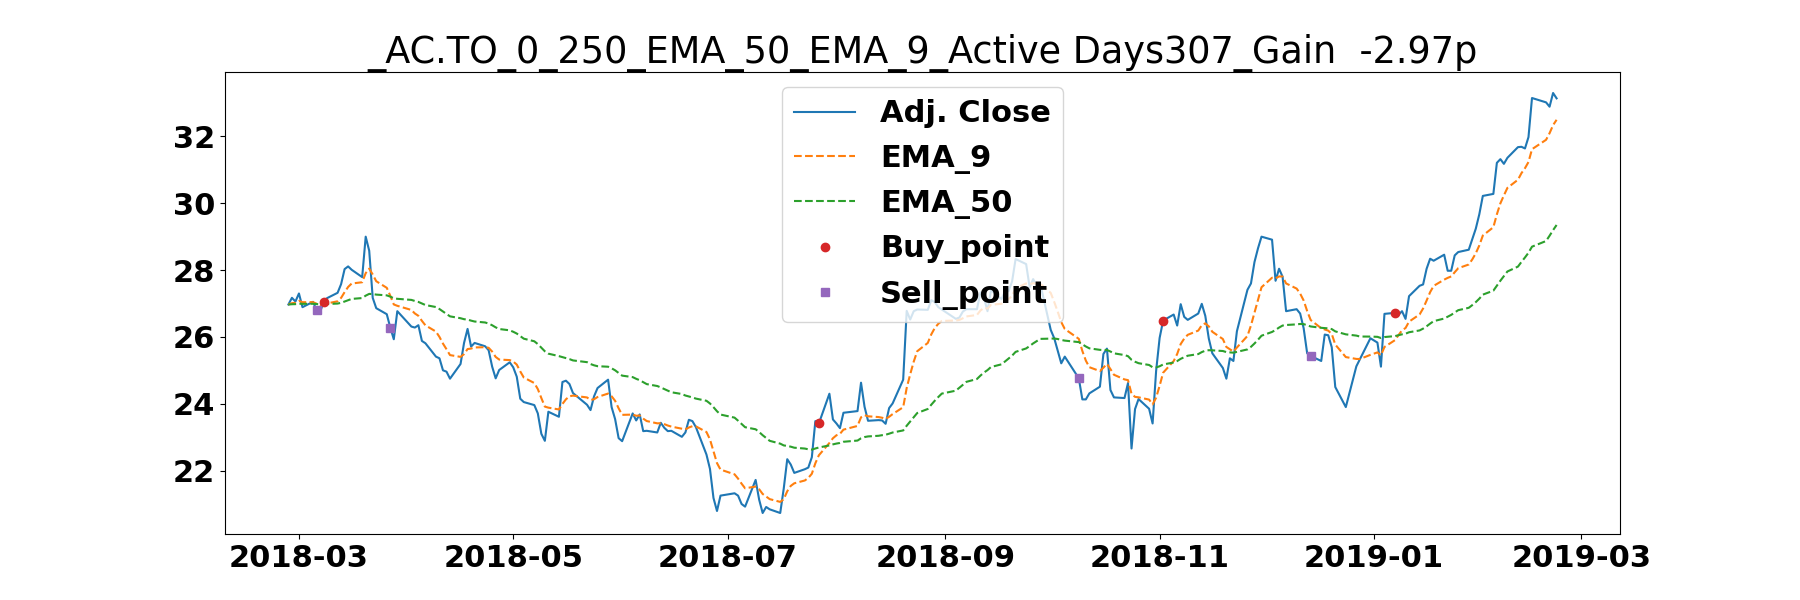 _AC.TO_0_250_EMA_50_EMA_9_Active Days307_Gain  -2.97p
Adj. Close
EMA_9
EMA_50
Buy_point
Sell_point
32
30
28
26
24
22
2018-03 2018-05 2018-07 2018-09 2018-11 2019-01 2019-03